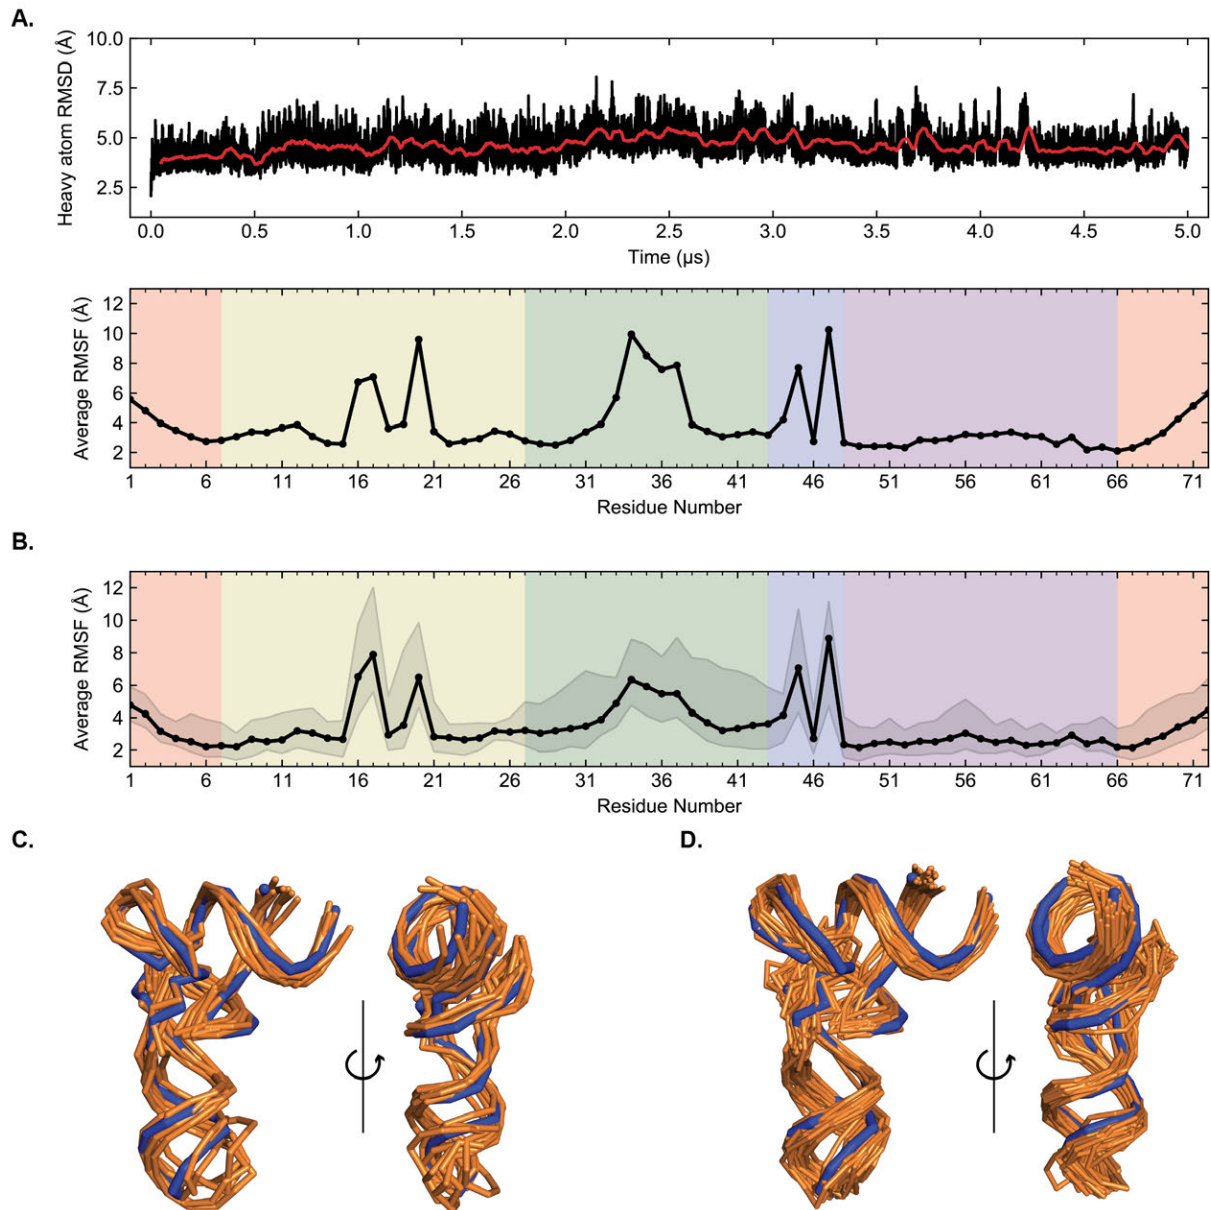 A.
Heavy atom RMSD (Å)
10.0
7.5
5.0
2.5
0.0 0.5 1.0 1.5 2.0 2.5 3.0 3.5 4.0 4.5 5.0
Time (µs)
Average RMSF (Å)
12
10
8
6
4
2
1 6 11 16 21 26 31 36 41 46 51 56 61 66 71
Residue Number
B.
Average RMSF (Å)
12
10
8
6
4
2
1 6 11 16 21 26 31 36 41 46 51 56 61 66 71
Residue Number
C. D.